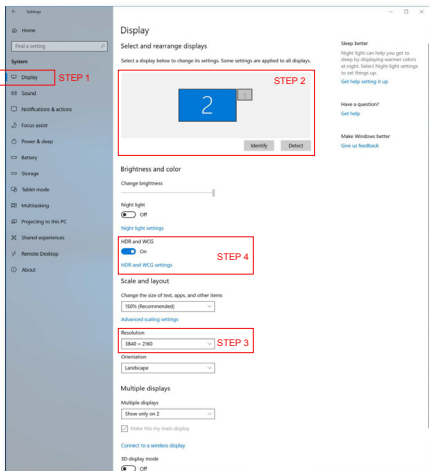 Settings
Home
Find a setting
System
Display
STEP 1
Sound
Notifications & actions
Focus assist
Power & sleep
Battery
Storage
Tablet mode
Multitasking
Projecting to this PC
Shared experiences
Remote Desktop
About
Display
Select and rearrange displays
Select a display below to change its settings. Some settings are applied to all displays.
STEP 2
2
1
Identify
Detect
Brightness and color
Change brightness
Night light
Off
Night light settings
HDR and WCG
On
STEP 4
HDR and WCG settings
Scale and layout
Change the size of text, apps, and other items
150% (Recommended)
Advanced scaling settings
Resolution
3840 × 2160
STEP 3
Orientation
Landscape
Multiple displays
Multiple displays
Show only on 2
Make this my main display
Connect to a wireless display
3D display mode
Off
Sleep better
Night light can help you get to
sleep by displaying warmer colors
at night. Select Night light settings
to set things up.
Get help setting it up
Have a question?
Get help
Make Windows better
Give us feedback